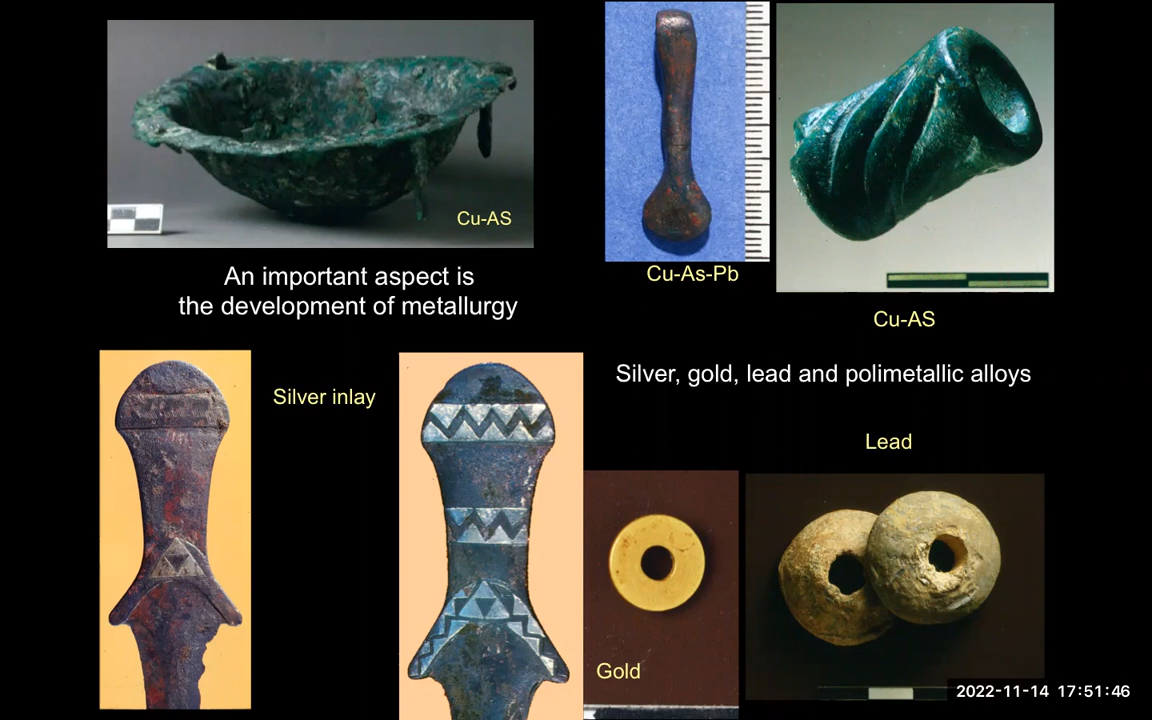 Cu-AS
Cu-As-Pb
Cu-AS
An important aspect is
the development of metallurgy
Silver inlay
Silver, gold, lead and polimetallic alloys
Lead
Gold
2022-11-14 17:51:46